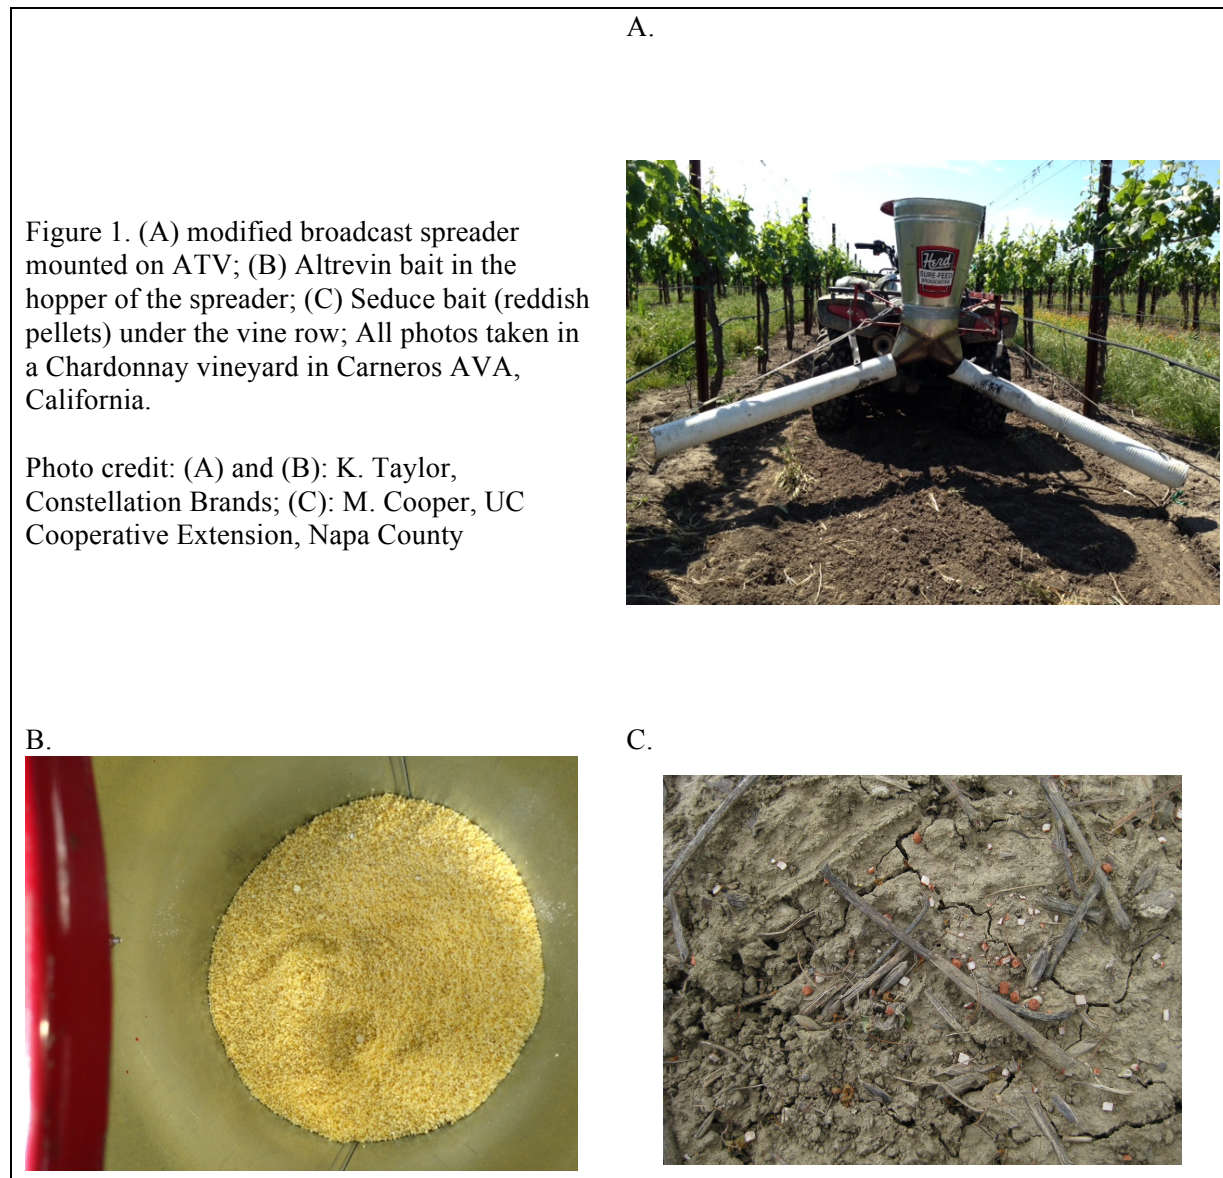 A.
Figure 1. (A) modified broadcast spreader
mounted on ATV; (B) Altrevin bait in the
hopper of the spreader; (C) Seduce bait (reddish
pellets) under the vine row; All photos taken in
a Chardonnay vineyard in Carneros AVA,
California.
Photo credit: (A) and (B): K. Taylor,
Constellation Brands; (C): M. Cooper, UC
Cooperative Extension, Napa County
Herd
SURE-FEED
BROADCASTER
B.
C.